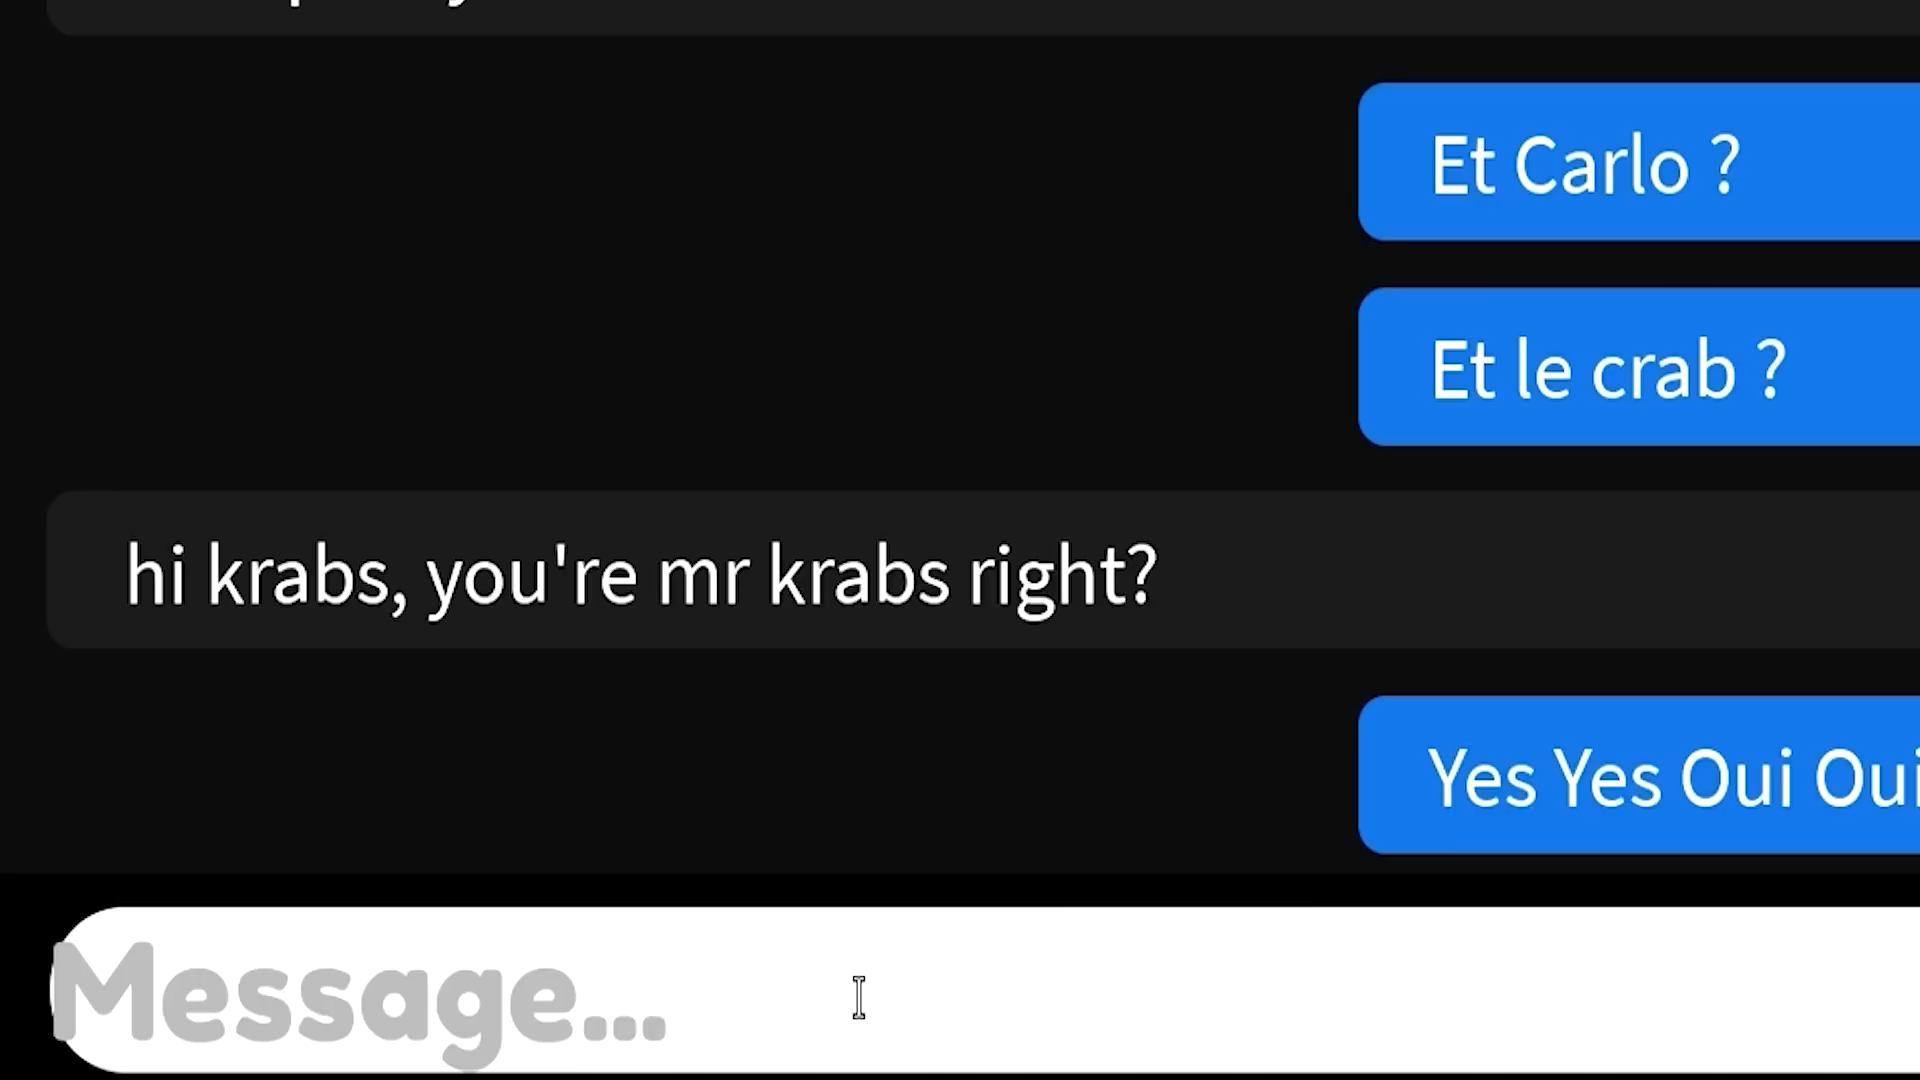 Et Carlo ?
Et le crab ?
hi krabs, you're mr krabs right?
Yes Yes Oui Oui
Message...